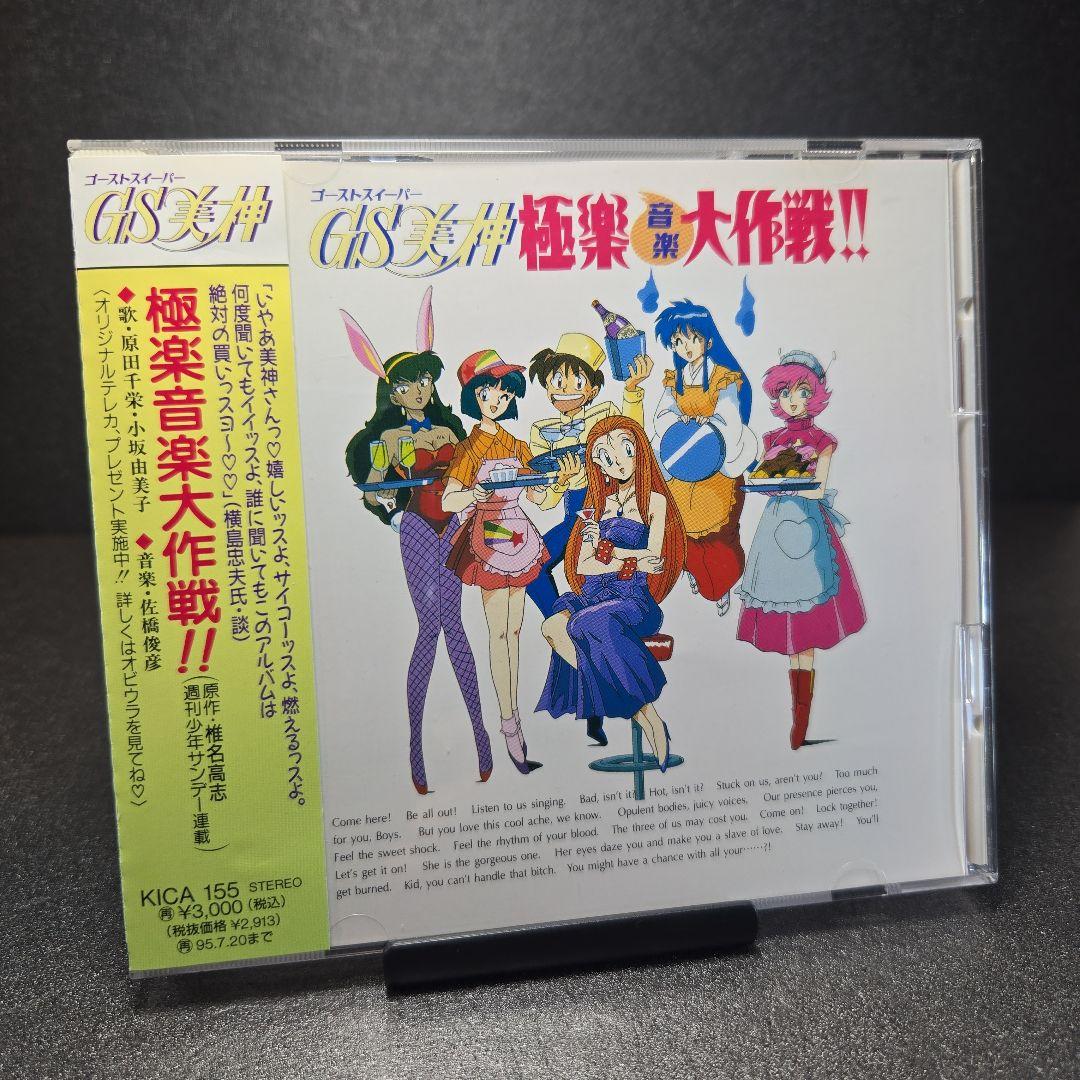 ゴーストスイーパー
GS美神
「いやあ美神さんっ♡嬉しいッスよ、サイコーッスよ、燃えるっスよ。
何度聞いてもイイッスよ、誰に聞いてもこのアルバムは
絶対の買いっスヨ〜♡♡」(横島忠夫氏・談)
極楽音楽大作戦!!
(原作・椎名高志
週刊少年サンデー連載)
◆歌・原田千栄・小坂由美子 ◆音楽・佐橋俊彦
〈オリジナルテレカ、プレゼント実施中!! 詳しくはオビウラを見てね♡〉
KICA 155 STEREO
再¥3,000(税込)
(税抜価格¥2,913)
再95.7.20まで
ゴーストスイーパー
GS美神 極楽音楽大作戦!!
Come here! Be all out! Listen to us singing. Bad, isn't it? Hot, isn't it? Stuck on us, aren't you? Too much
for you, Boys. But you love this cool ache, we know. Opulent bodies, juicy voices. Our presence pierces you,
Feel the sweet shock. Feel the rhythm of your blood. The three of us may cost you. Come on! Lock together!
Let's get it on! She is the gorgeous one. Her eyes daze you and make you a slave of love. Stay away! You'll
get burned. Kid, you can't handle that bitch. You might have a chance with all your……?!